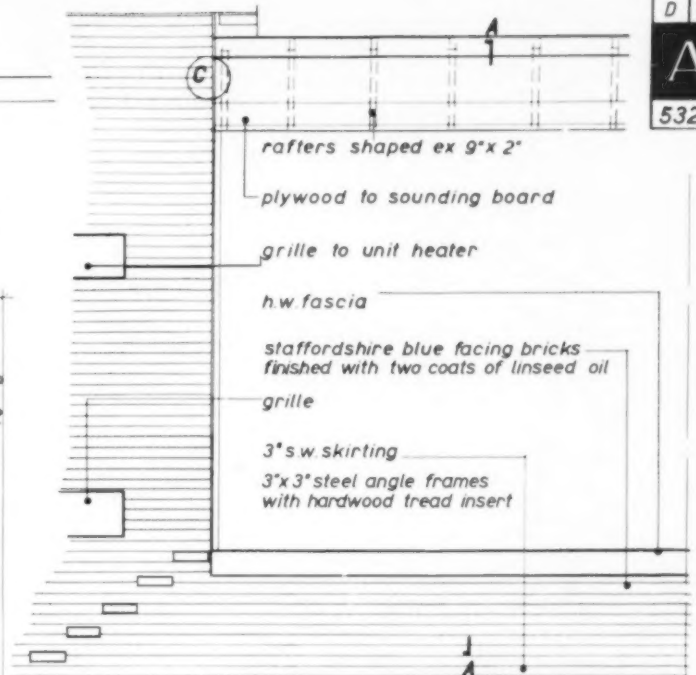 D
A
532
A
C
rafters shaped ex 9"x 2"
plywood to sounding board
grille to unit heater
h.w. fascia
staffordshire blue facing bricks
finished with two coats of linseed oil
grille
3" s.w. skirting
3"x 3" steel angle frames
with hardwood tread insert
A